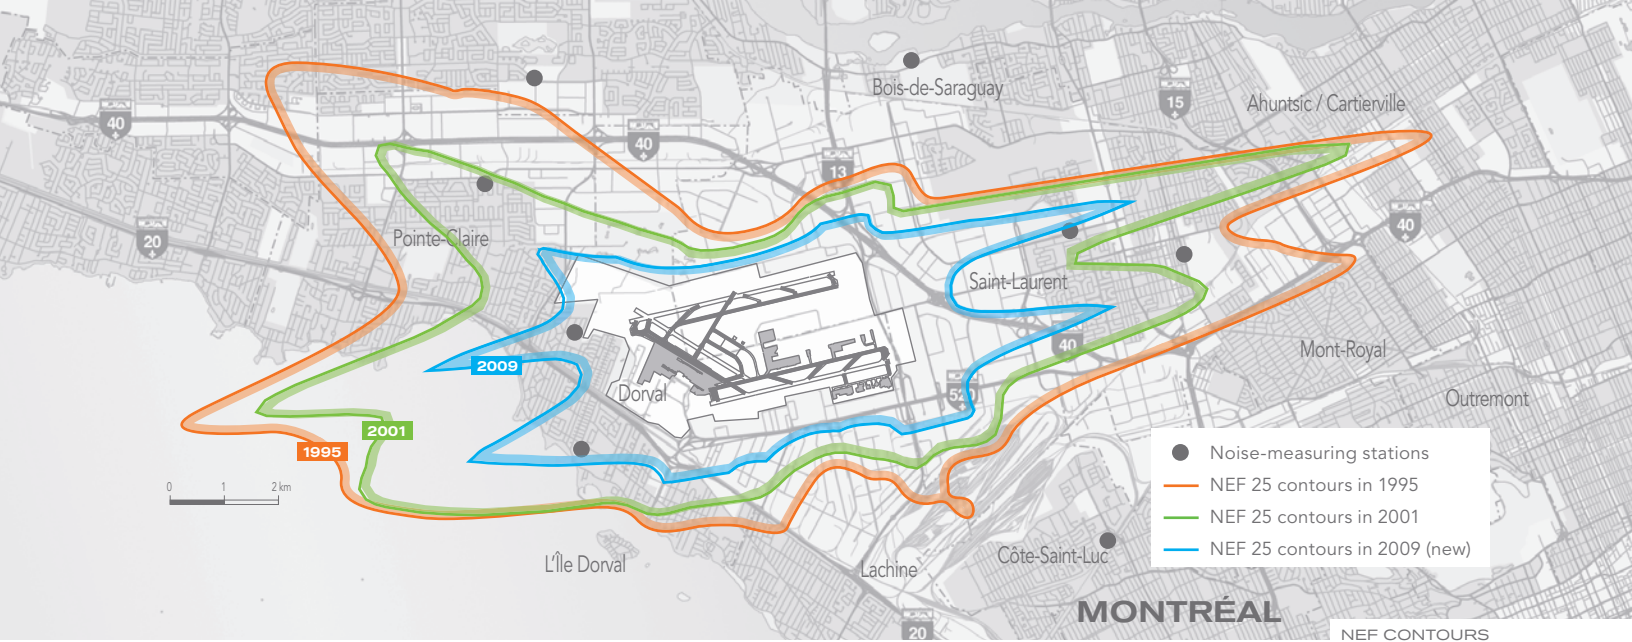 Bois-de-Saraguay
15
Ahuntsic / Cartierville
40
40
13
20
Pointe-Claire
40
Saint-Laurent
40
Mont-Royal
2009
Dorval
520
Outremont
2001
1995
0 1 2 km
Noise-measuring stations
NEF 25 contours in 1995
NEF 25 contours in 2001
NEF 25 contours in 2009 (new)
L'Île Dorval
Lachine
Côte-Saint-Luc
MONTRÉAL
20
NEF CONTOURS